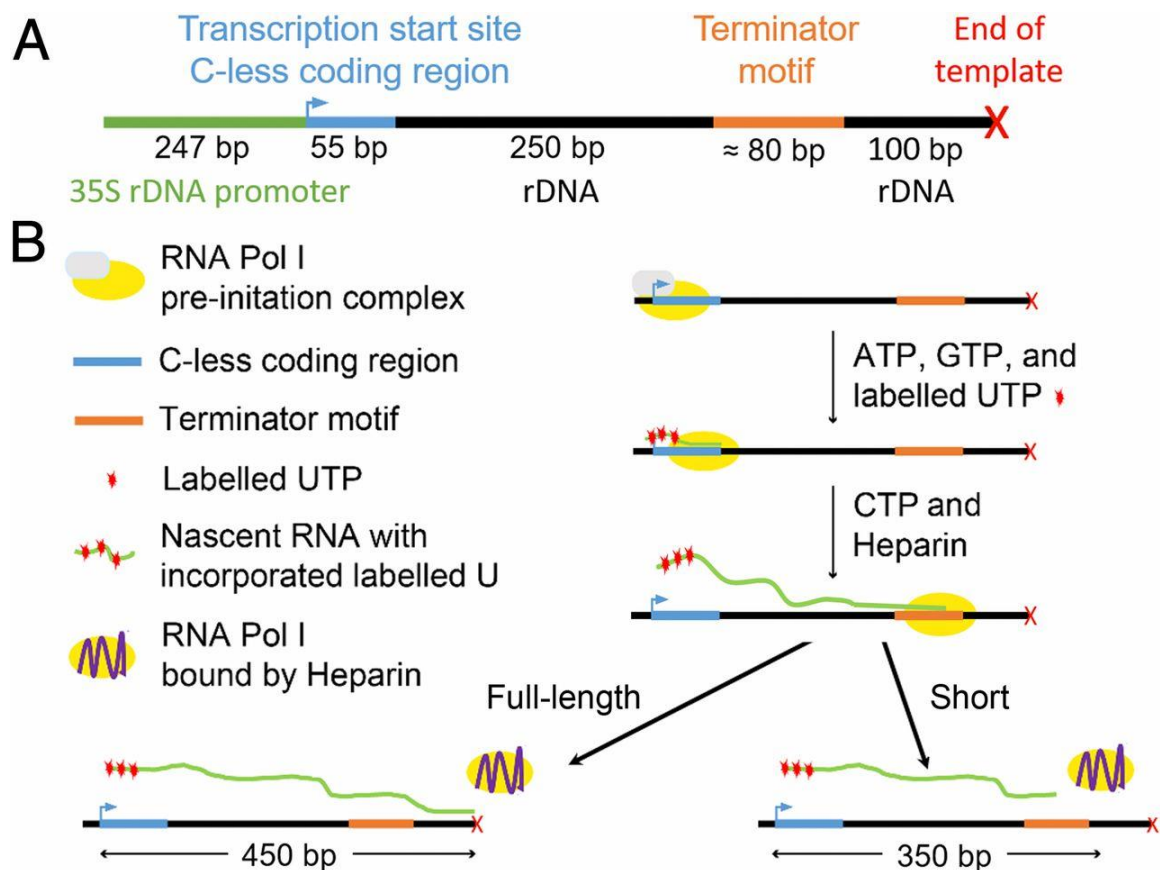 A
Transcription start site
C-less coding region
Terminator
motif
End of
template
X
247 bp
55 bp
250 bp
≈ 80 bp
100 bp
35S rDNA promoter
rDNA
rDNA
B
RNA Pol I
pre-initation complex
C-less coding region
Terminator motif
Labelled UTP
Nascent RNA with
incorporated labelled U
RNA Pol I
bound by Heparin
X
ATP, GTP, and
labelled UTP
X
CTP and
Heparin
X
Full-length
Short
X
450 bp
X
350 bp